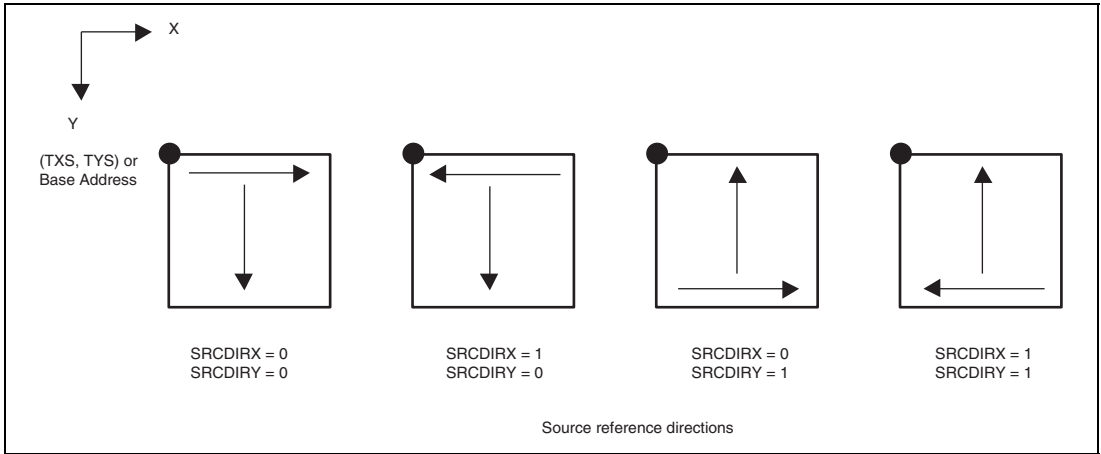 X
Y
(TXS, TYS) or
Base Address
SRCDIRX = 0
SRCDIRY = 0
SRCDIRX = 1
SRCDIRY = 0
SRCDIRX = 0
SRCDIRY = 1
SRCDIRX = 1
SRCDIRY = 1
Source reference directions